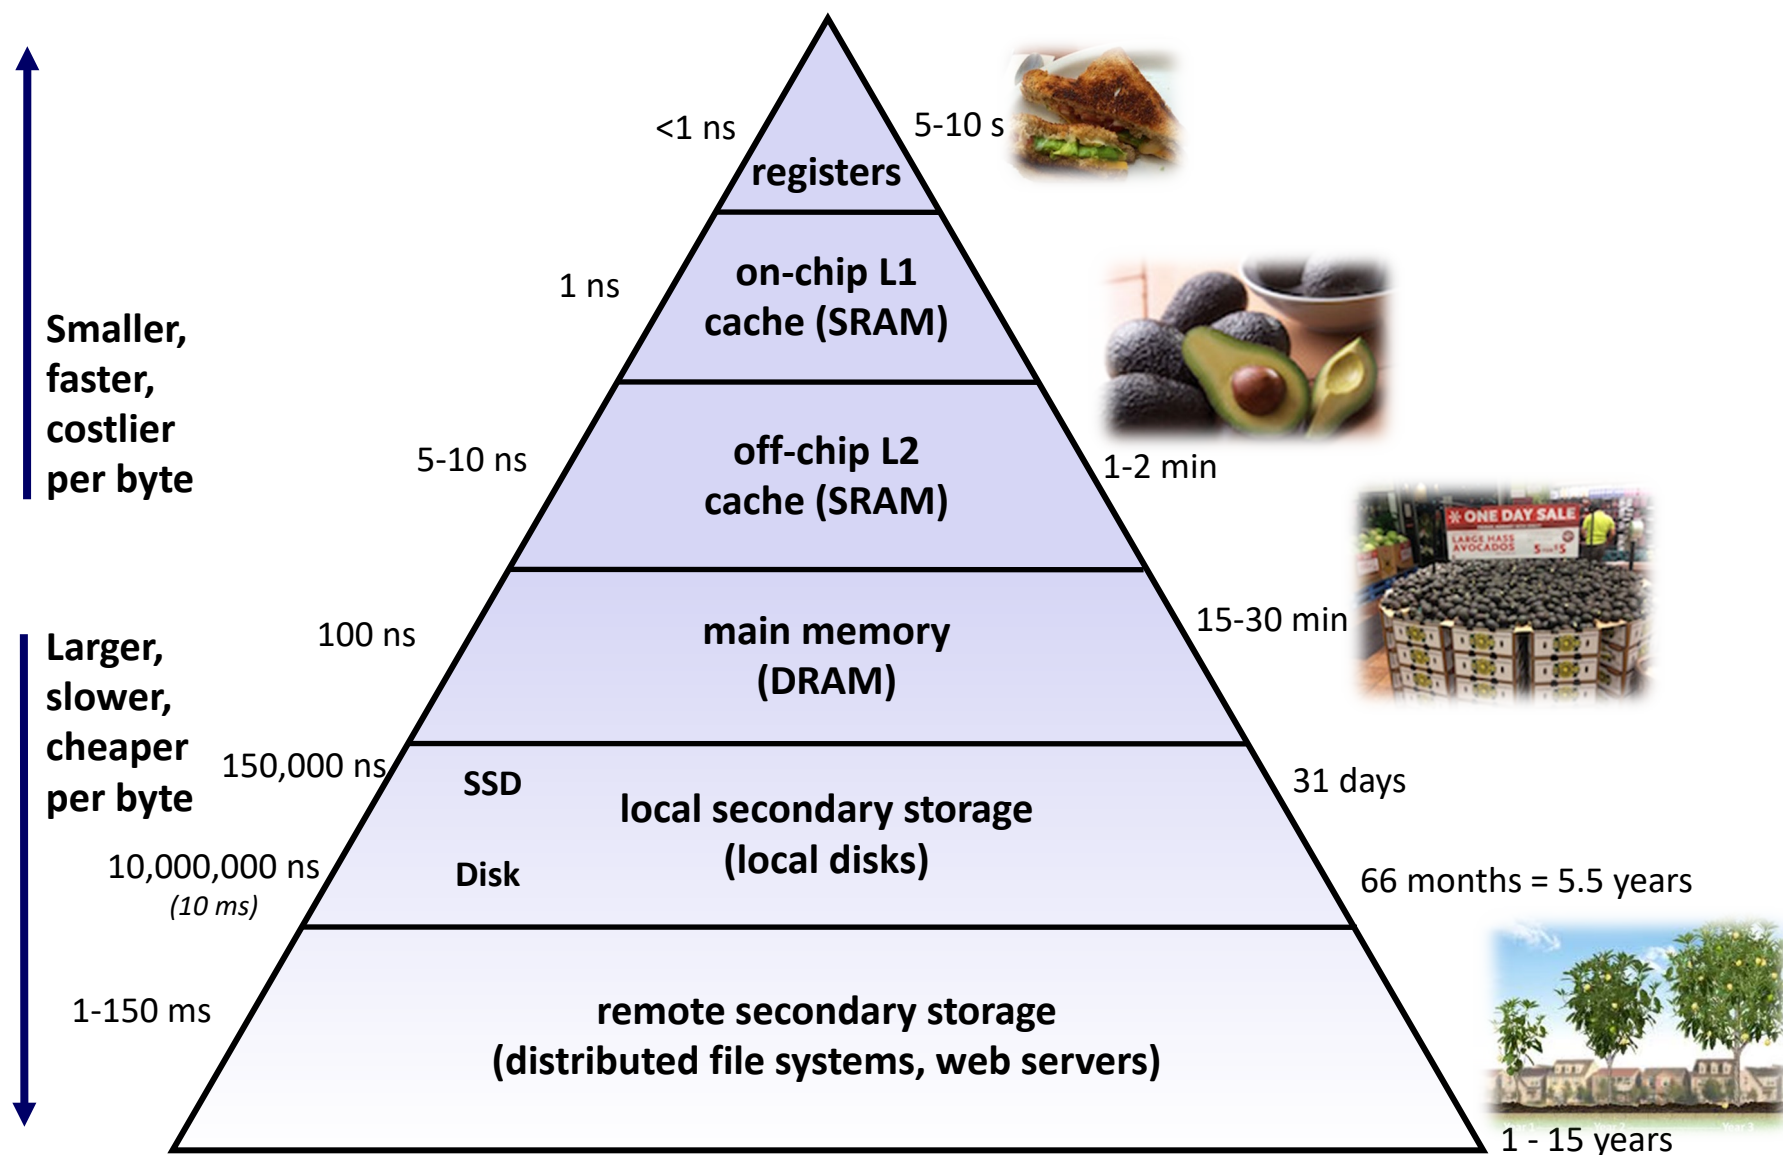 <1 ns
5-10 s
registers
1 ns
on-chip L1
cache (SRAM)
Smaller,
faster,
costlier
per byte
5-10 ns
off-chip L2
cache (SRAM)
1-2 min
* ONE DAY SALE
LARGE HASS
AVOCADOS
100 ns
main memory
(DRAM)
15-30 min
Larger,
slower,
cheaper
per byte
150,000 ns
SSD
local secondary storage
(local disks)
31 days
10,000,000 ns
(10 ms)
Disk
66 months = 5.5 years
1-150 ms
remote secondary storage
(distributed file systems, web servers)
Year 3
1 - 15 years